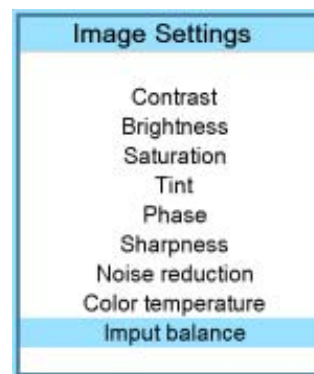 Image Settings
Contrast
Brightness
Saturation
Tint
Phase
Sharpness
Noise reduction
Color temperature
Imput balance